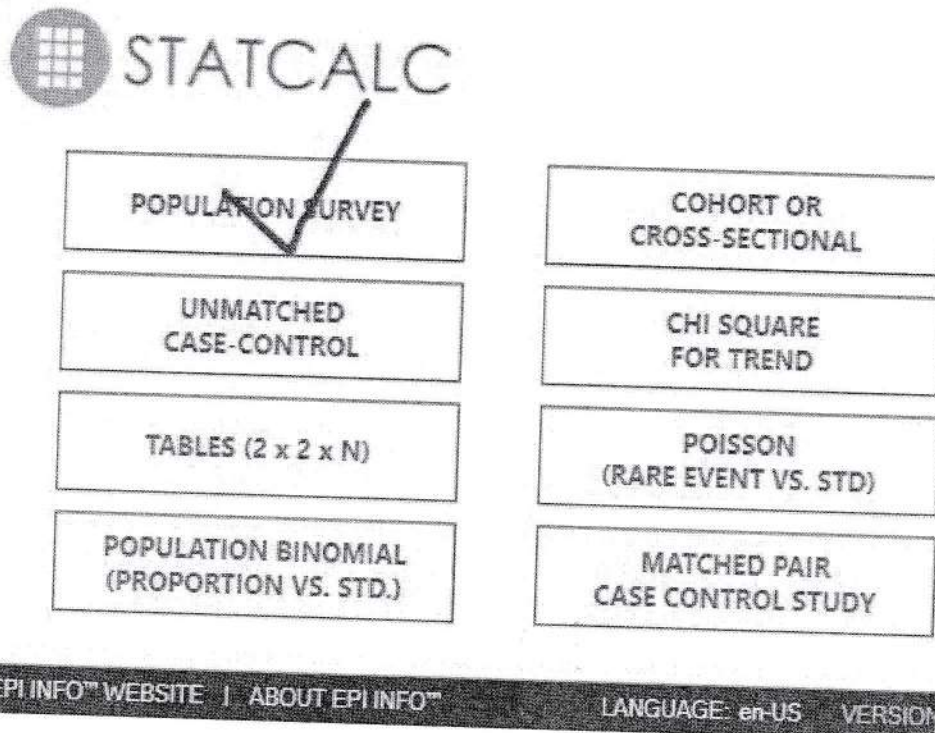 STATCALC
POPULATION SURVEY
COHORT OR
CROSS-SECTIONAL
UNMATCHED
CASE-CONTROL
CHI SQUARE
FOR TREND
TABLES (2 x 2 x N)
POISSON
(RARE EVENT VS. STD)
POPULATION BINOMIAL
(PROPORTION VS. STD.)
MATCHED PAIR
CASE CONTROL STUDY
EPI INFO™ WEBSITE | ABOUT EPI INFO™ LANGUAGE: en-US VERSION